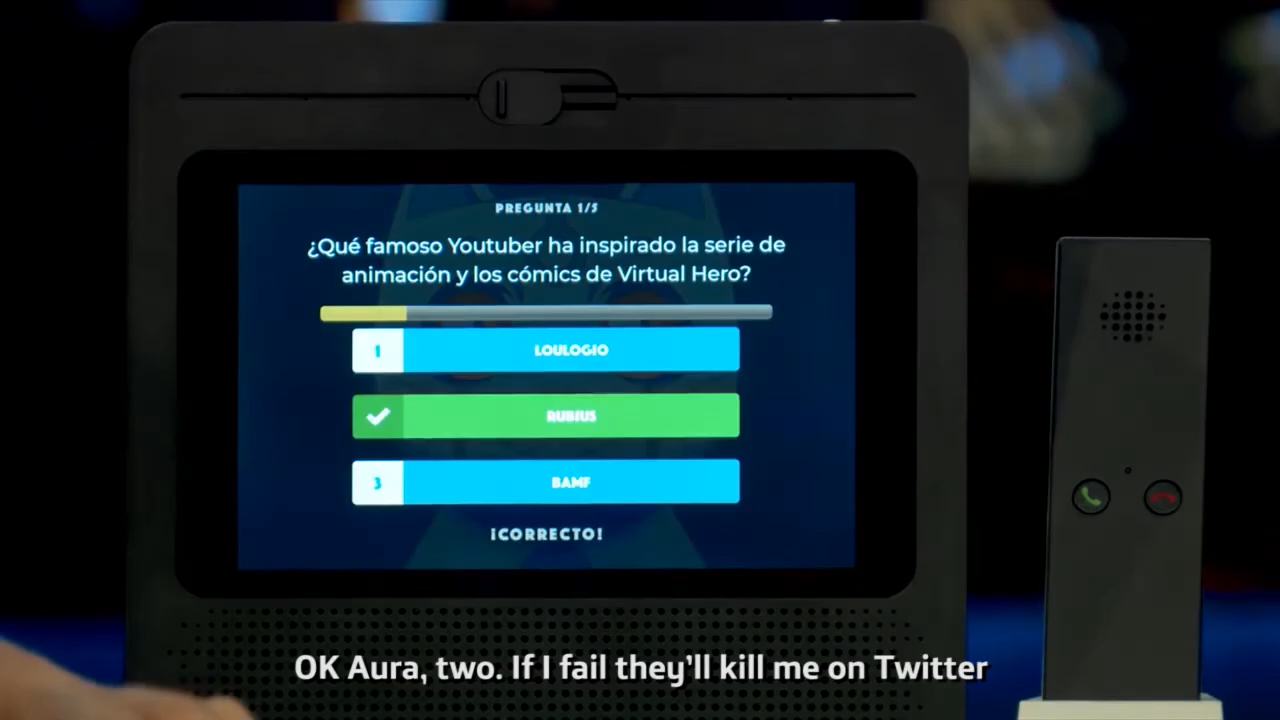 PREGUNTA 1/5
¿Qué famoso Youtuber ha inspirado la serie de
animación y los cómics de Virtual Hero?
1 LOULOGIO
RUBIUS
3 BAMF
¡CORRECTO!
OK Aura, two. If I fail they'll kill me on Twitter